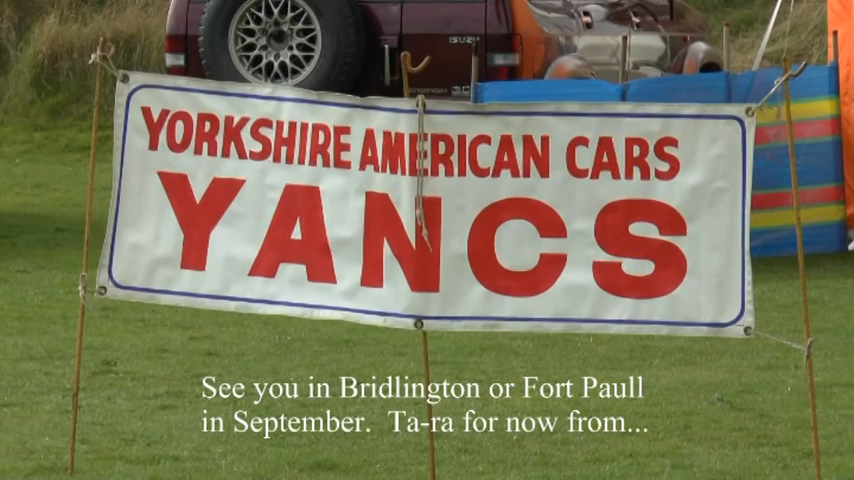 ISUZU
YORKSHIRE AMERICAN CARS
YANCS
See you in Bridlington or Fort Paull
in September. Ta-ra for now from...